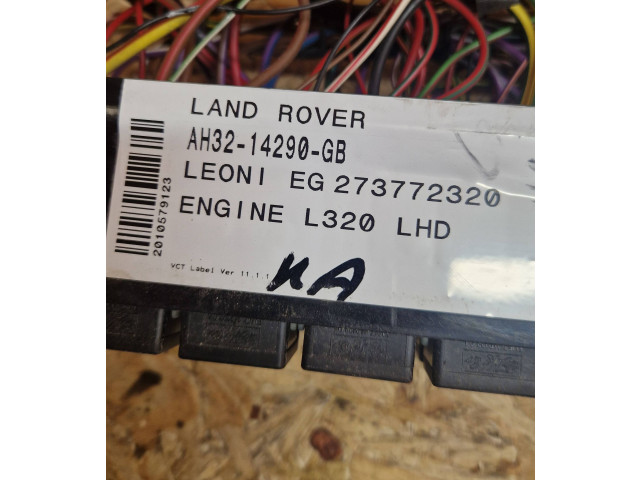 LAND ROVER
AH32-14290-GB
LEONI EG 273772320
ENGINE L320 LHD
2010579123
VCT Label Ver 11.1.1
KA